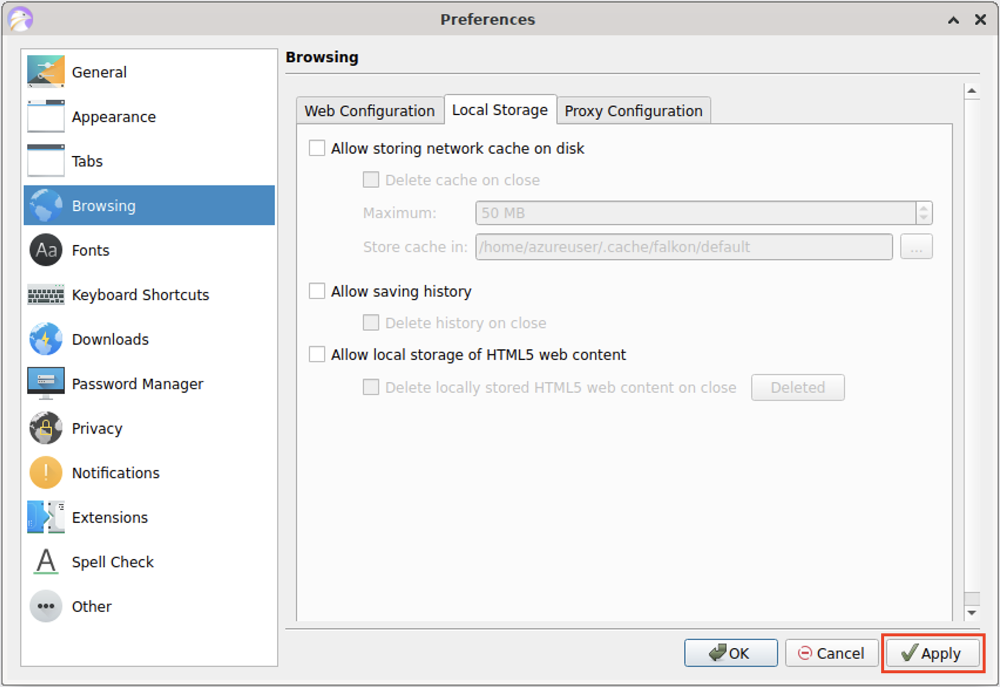 Preferences
General
Appearance
Tabs
Browsing
Aa Fonts
Keyboard Shortcuts
Downloads
Password Manager
Privacy
Notifications
Extensions
Spell Check
Other
Browsing
Web Configuration Local Storage Proxy Configuration
Allow storing network cache on disk
Delete cache on close
Maximum: 50 MB
Store cache in: /home/azureuser/.cache/falkon/default ...
Allow saving history
Delete history on close
Allow local storage of HTML5 web content
Delete locally stored HTML5 web content on close Deleted
OK Cancel Apply